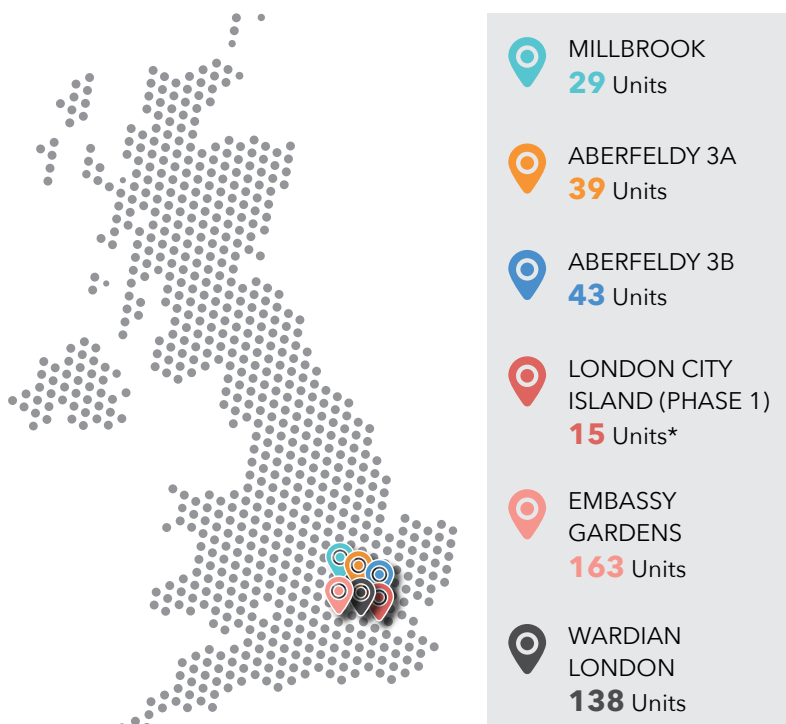 MILLBROOK
29 Units
ABERFELDY 3A
39 Units
ABERFELDY 3B
43 Units
LONDON CITY
ISLAND (PHASE 1)
15 Units*
EMBASSY
GARDENS
163 Units
WARDIAN
LONDON
138 Units